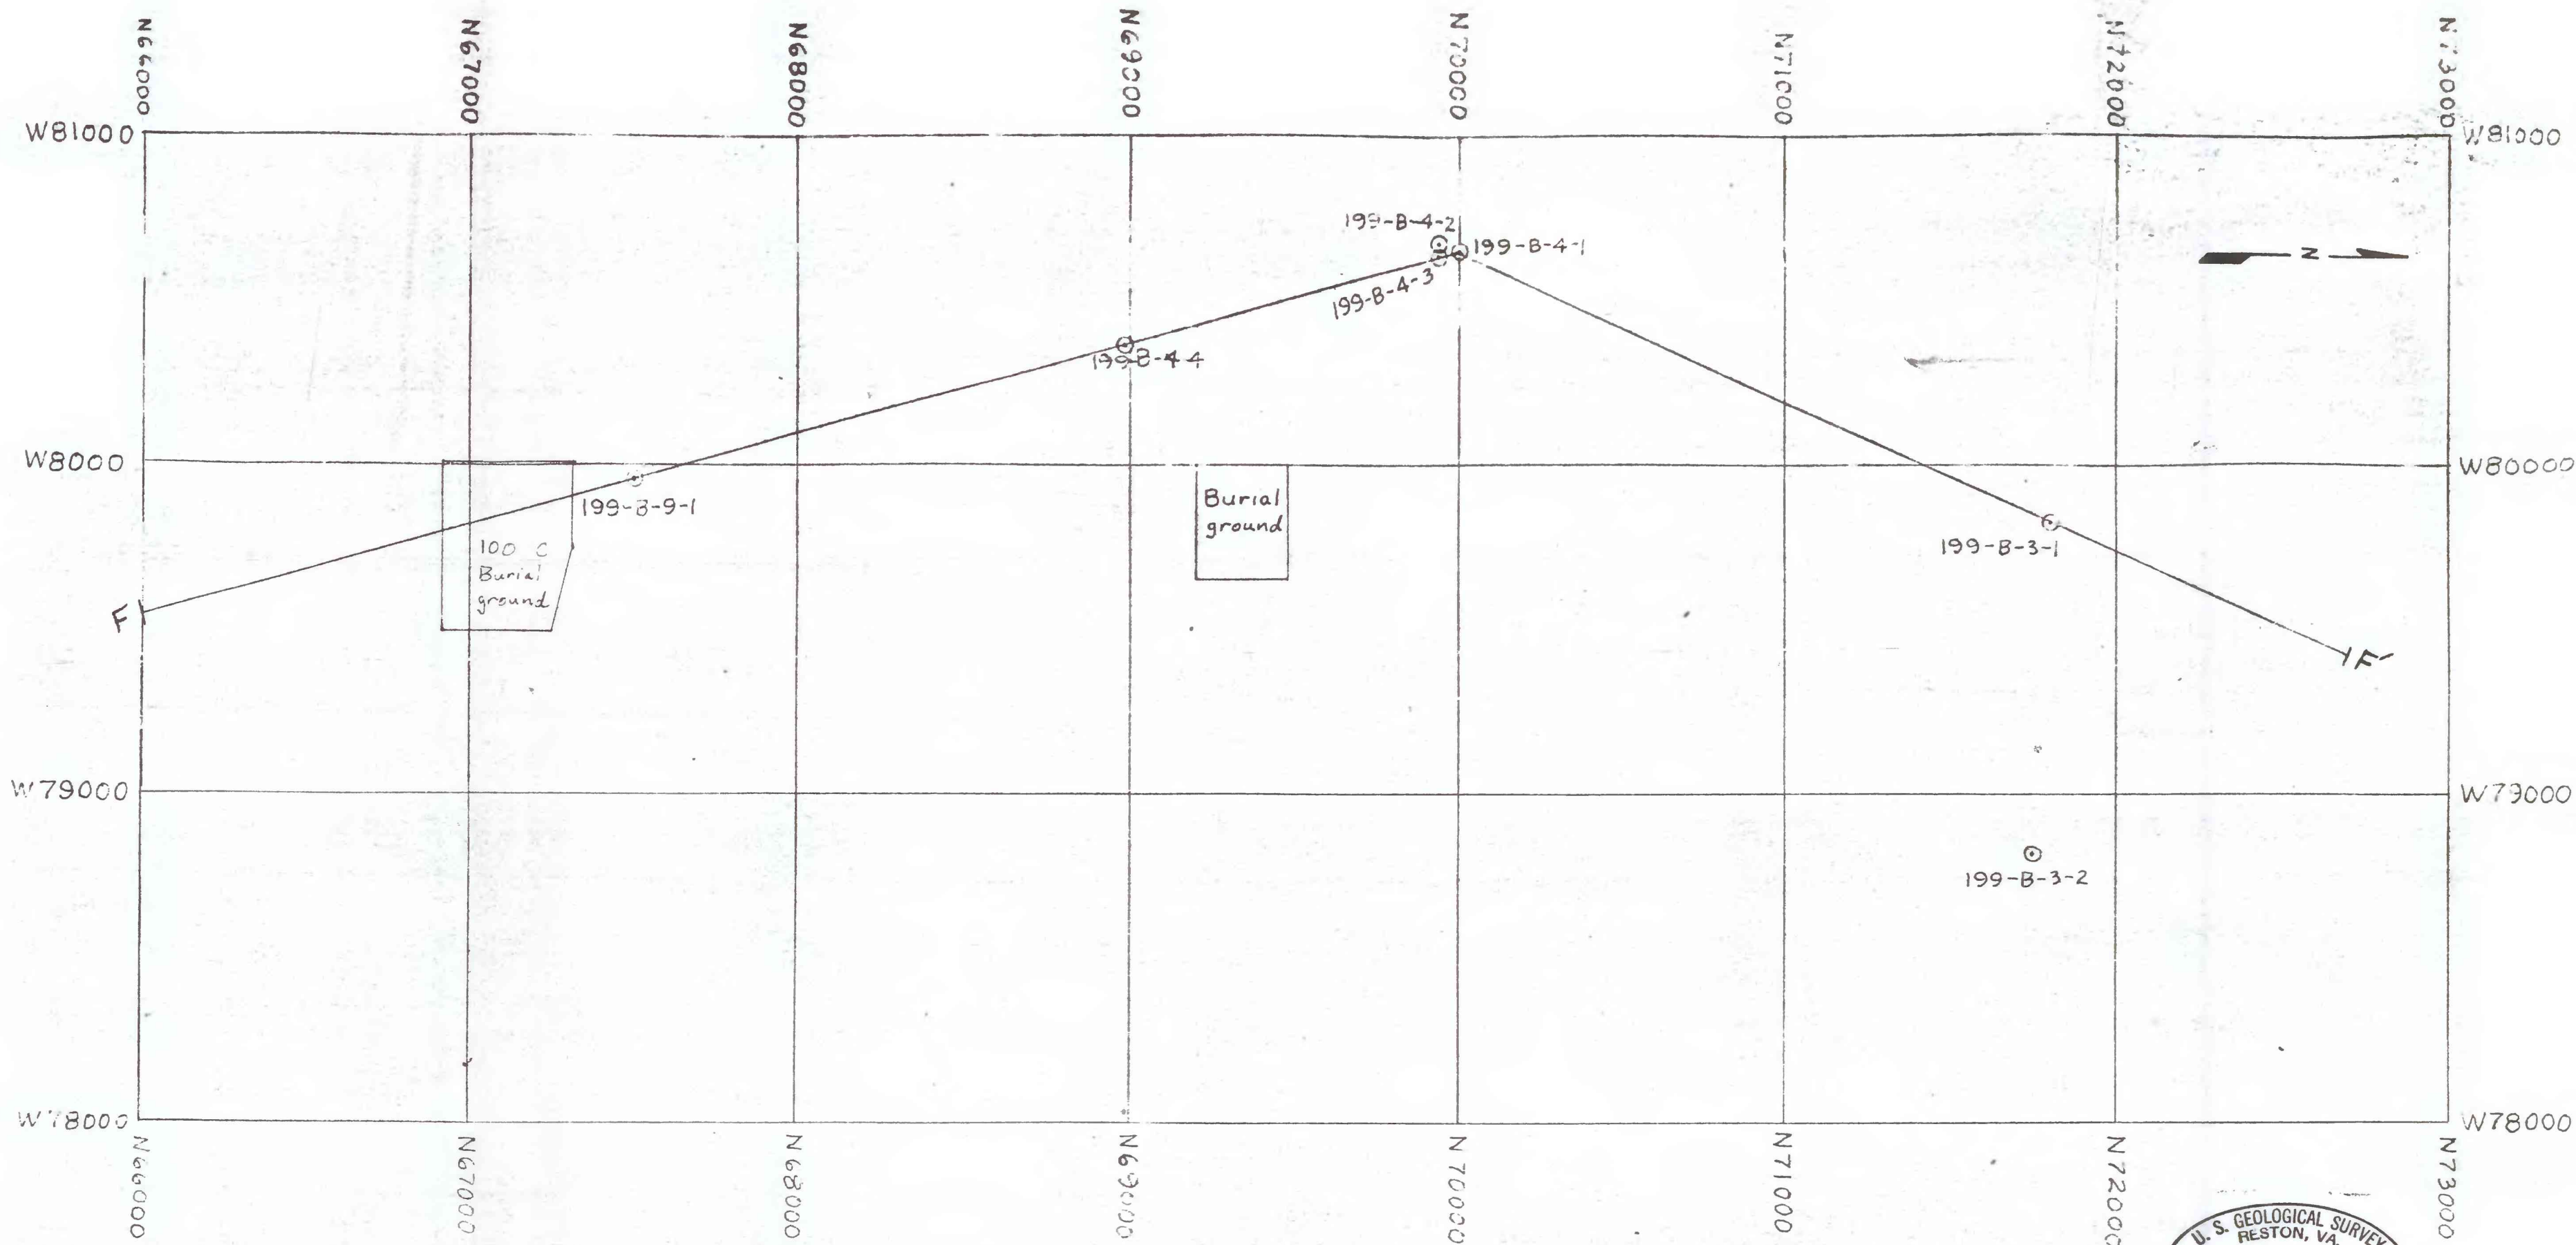 N66000
N67000
N68000
N69000
N70000
N71000
N72000
N73000
W81000
W81000
199-B-4-2
199-B-4-1
N
199-B-4-3
199-B-4-4
W8000
W80000
199-B-9-1
Burial
ground
199-B-3-1
100 C
Burial
ground
F
F'
W79000
W79000
199-B-3-2
W78000
W78000
N66000
N67000
N68000
N69000
N70000
N71000
N72000
N73000
U. S. GEOLOGICAL SURVEY
RESTON, VA.